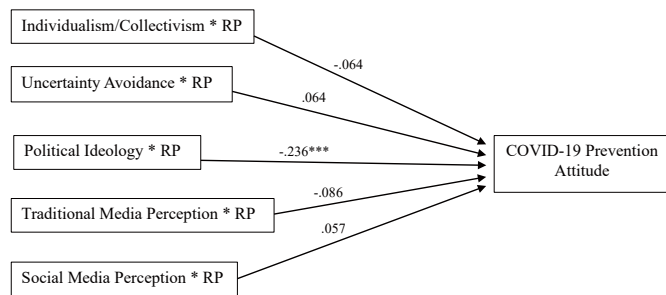 Individualism/Collectivism * RP
-.064
Uncertainty Avoidance * RP
.064
Political Ideology * RP
-.236***
COVID-19 Prevention
Attitude
Traditional Media Perception * RP
-.086
.057
Social Media Perception * RP